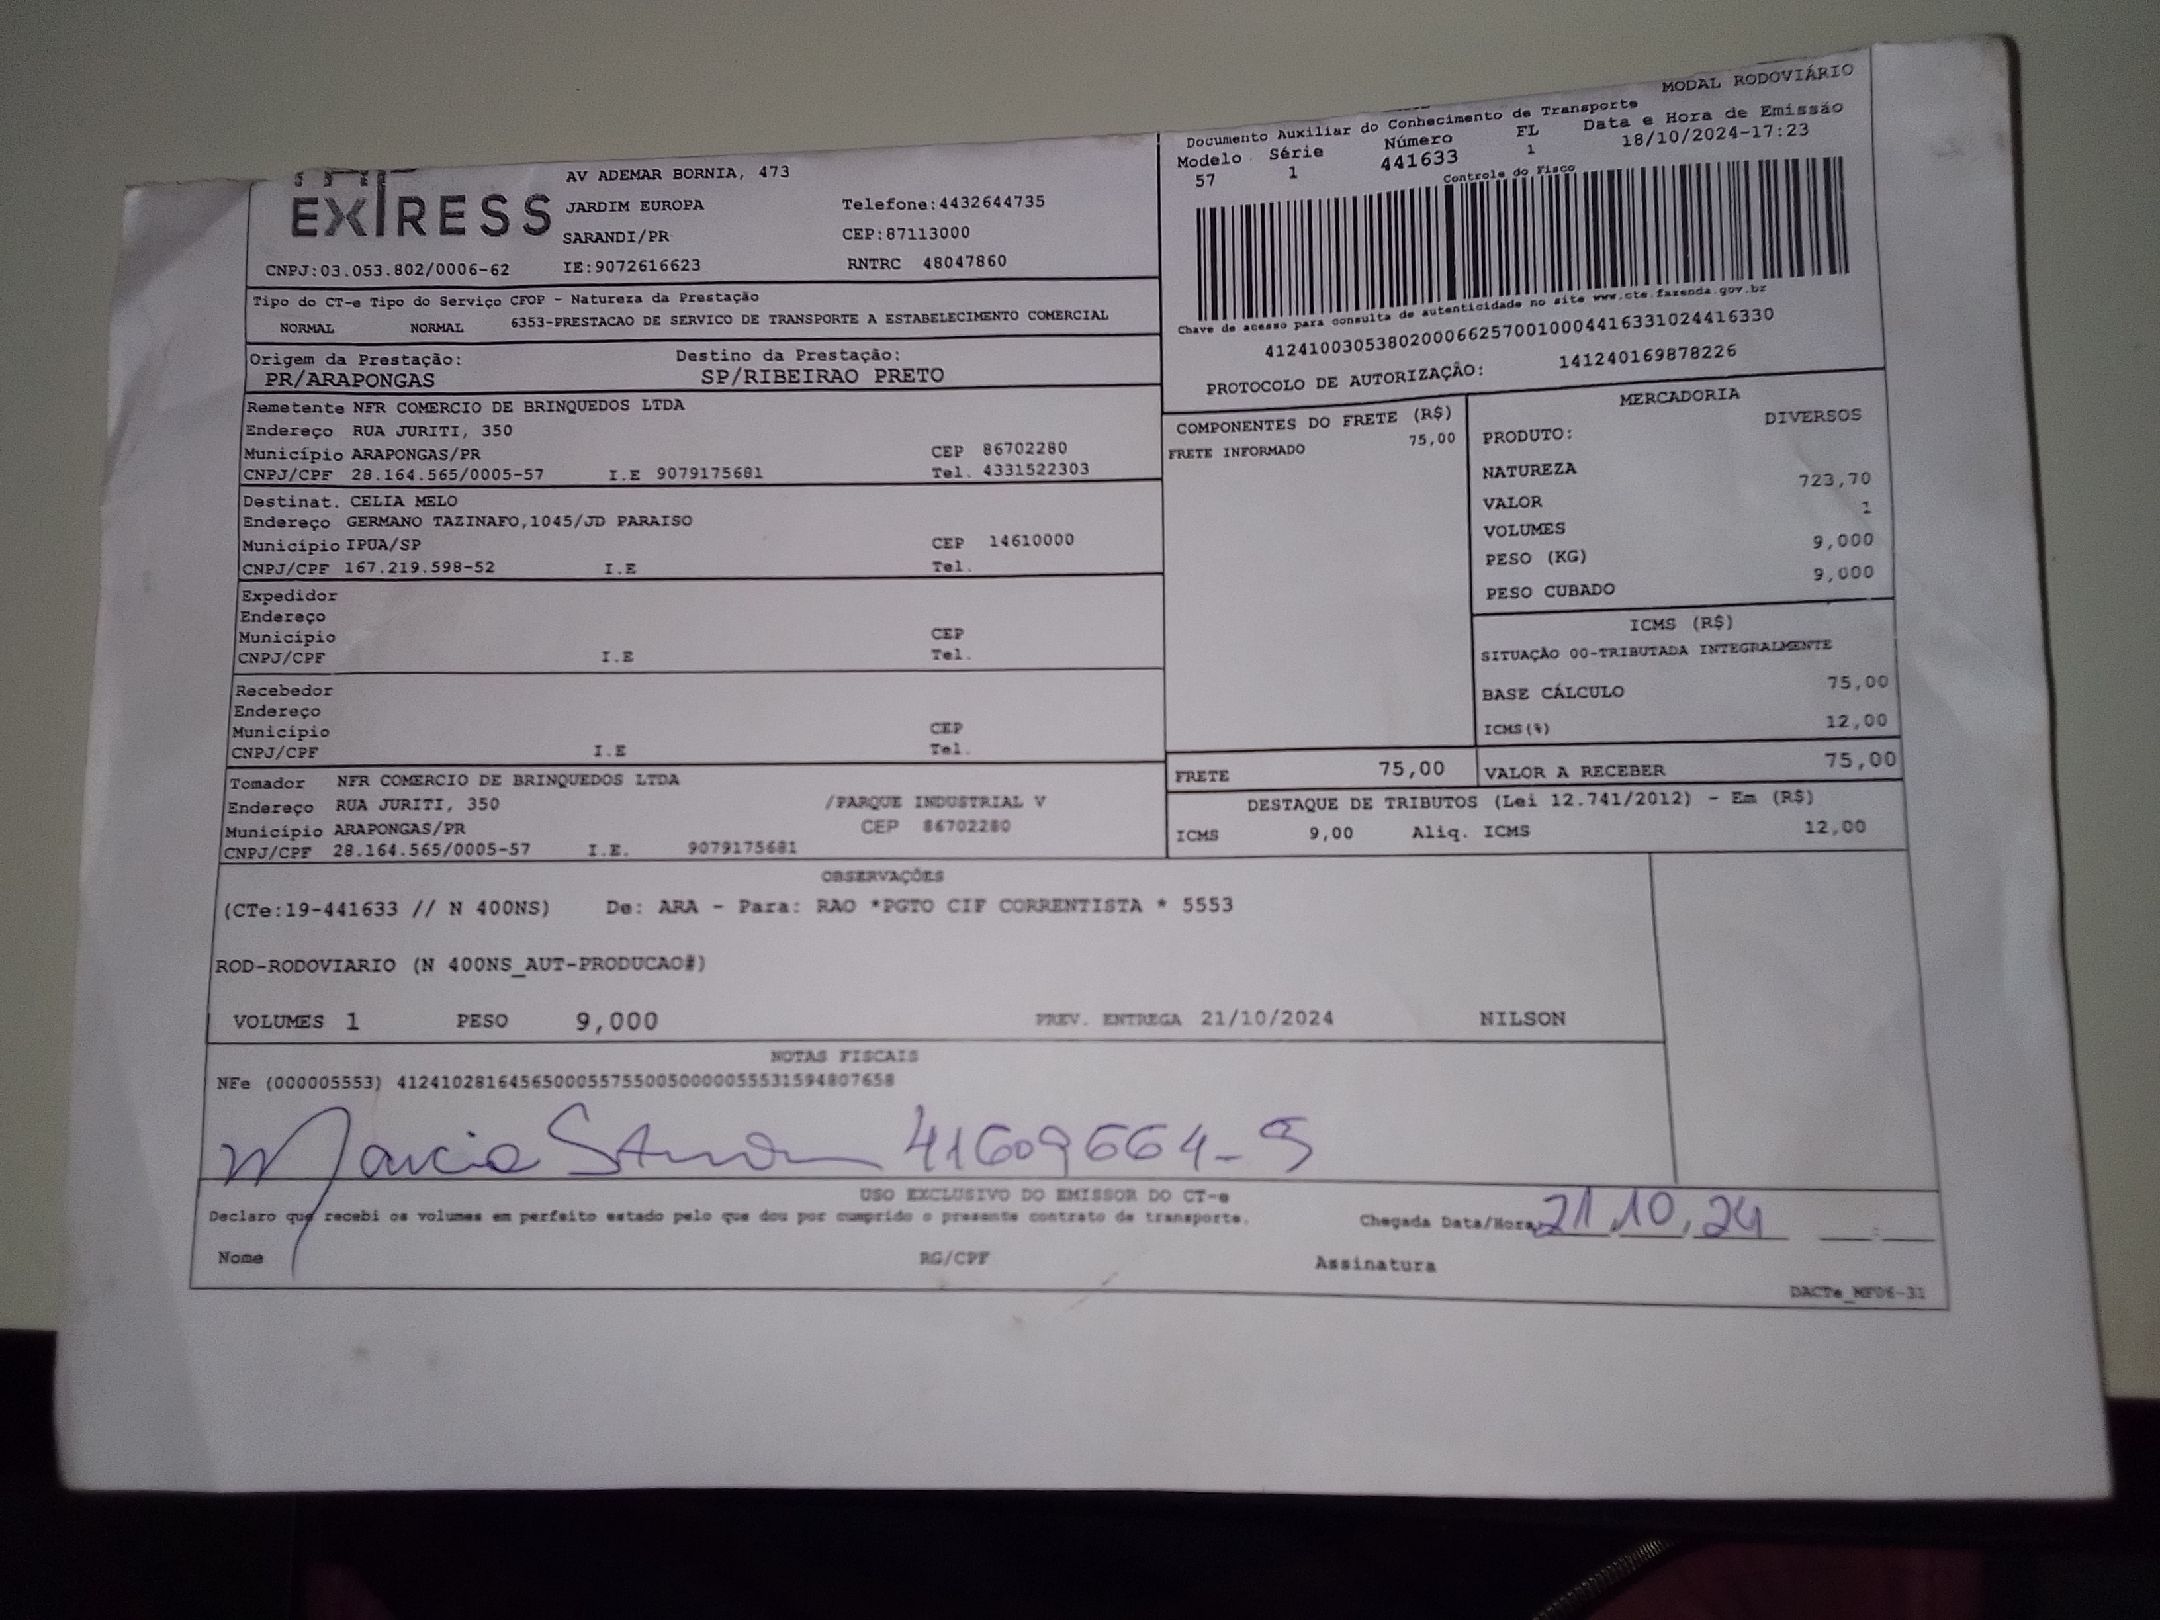 MODAL RODOVIÁRIO
Documento Auxiliar do Conhecimento de Transporte
Modelo Série Número FL Data e Hora de Emissão
57 1 441633 1 18/10/2024-17:23
Controle do Fisco
EXPRESS
AV ADEMAR BORNIA, 473
JARDIM EUROPA Telefone:4432644735
SARANDI/PR CEP:87113000
CNPJ:03.053.802/0006-62 IE:9072616623 RNTRC 48047860
Chave de acesso para consulta de autenticidade no site www.cte.fazenda.gov.br
41241003053802000662570010004416331024416330
PROTOCOLO DE AUTORIZAÇÃO: 141240169878226
Tipo do CT-e Tipo do Serviço CFOP - Natureza da Prestação
NORMAL NORMAL 6353-PRESTACAO DE SERVICO DE TRANSPORTE A ESTABELECIMENTO COMERCIAL
Origem da Prestação: Destino da Prestação:
PR/ARAPONGAS SP/RIBEIRAO PRETO
Remetente NFR COMERCIO DE BRINQUEDOS LTDA
Endereço RUA JURITI, 350
Município ARAPONGAS/PR CEP 86702280
CNPJ/CPF 28.164.565/0005-57 I.E 9079175681 Tel. 4331522303
Destinat. CELIA MELO
Endereço GERMANO TAZINAFO,1045/JD PARAISO
Município IPUA/SP CEP 14610000
CNPJ/CPF 167.219.598-52 I.E Tel.
Expedidor
Endereço
Município CEP
CNPJ/CPF I.E Tel.
Recebedor
Endereço
Município CEP
CNPJ/CPF I.E Tel.
Tomador NFR COMERCIO DE BRINQUEDOS LTDA
Endereço RUA JURITI, 350 /PARQUE INDUSTRIAL V
Município ARAPONGAS/PR CEP 86702280
CNPJ/CPF 28.164.565/0005-57 I.E. 9079175681
COMPONENTES DO FRETE (R$)
FRETE INFORMADO 75,00
MERCADORIA
PRODUTO: DIVERSOS
NATUREZA
VALOR 723,70
VOLUMES 1
PESO (KG) 9,000
PESO CUBADO 9,000
ICMS (R$)
SITUAÇÃO 00-TRIBUTADA INTEGRALMENTE
BASE CÁLCULO 75,00
ICMS(%) 12,00
FRETE 75,00 VALOR A RECEBER 75,00
DESTAQUE DE TRIBUTOS (Lei 12.741/2012) - Em (R$)
ICMS 9,00 Aliq. ICMS 12,00
OBSERVAÇÕES
(CTe:19-441633 // N 400NS) De: ARA - Para: RAO *PGTO CIF CORRENTISTA * 5553
ROD-RODOVIARIO (N 400NS_AUT-PRODUCAO#)
VOLUMES 1 PESO 9,000 PREV. ENTREGA 21/10/2024 NILSON
NOTAS FISCAIS
NFe (000005553) 41241028164565000557550050000055531594807658
Marcia 41609664-9
USO EXCLUSIVO DO EMISSOR DO CT-e
Declaro que recebi os volumes em perfeito estado pelo que dou por cumprido o presente contrato de transporte. Chegada Data/Hora 21.10.24
Nome RG/CPF Assinatura
DACTe_MF06-31